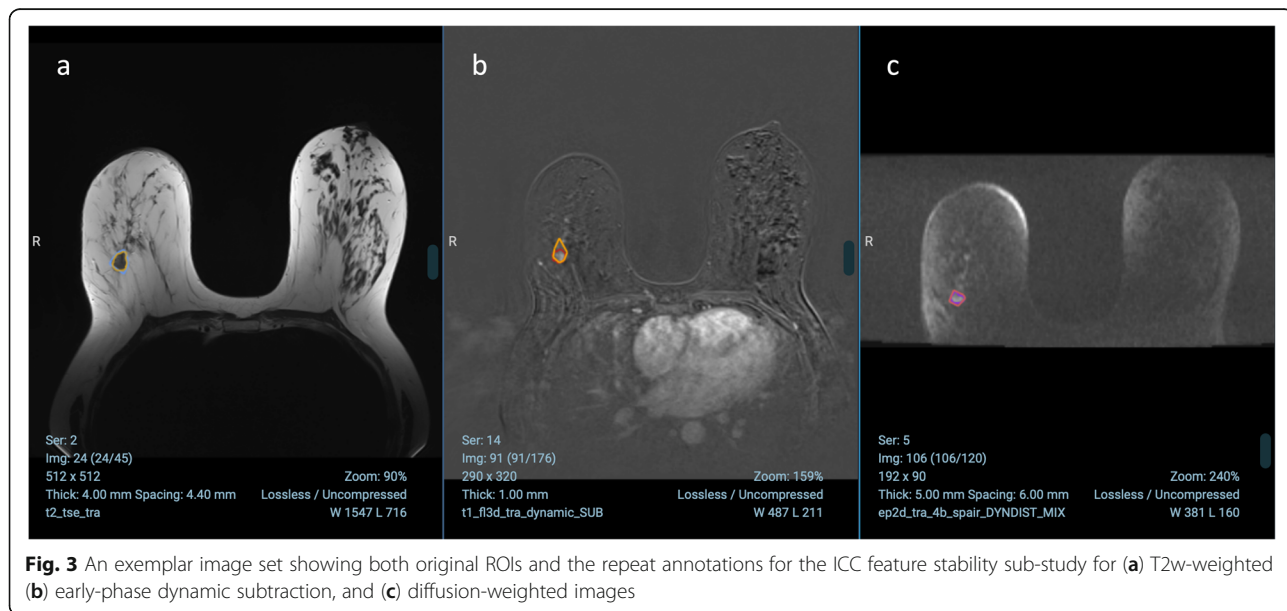 a
b
c
R
R
R
Ser: 2
Img: 24 (24/45)
512 x 512
Zoom: 90%
Thick: 4.00 mm Spacing: 4.40 mm
Lossless / Uncompressed
t2_tse_tra
W 1547 L 716
Ser: 14
Img: 91 (91/176)
290 x 320
Zoom: 159%
Thick: 1.00 mm
Lossless / Uncompressed
t1_fl3d_tra_dynamic_SUB
W 487 L 211
Ser: 5
Img: 106 (106/120)
192 x 90
Zoom: 240%
Thick: 5.00 mm Spacing: 6.00 mm
Lossless / Uncompressed
ep2d_tra_4b_spair_DYNDIST_MIX
W 381 L 160
Fig. 3 An exemplar image set showing both original ROIs and the repeat annotations for the ICC feature stability sub-study for (a) T2w-weighted
(b) early-phase dynamic subtraction, and (c) diffusion-weighted images